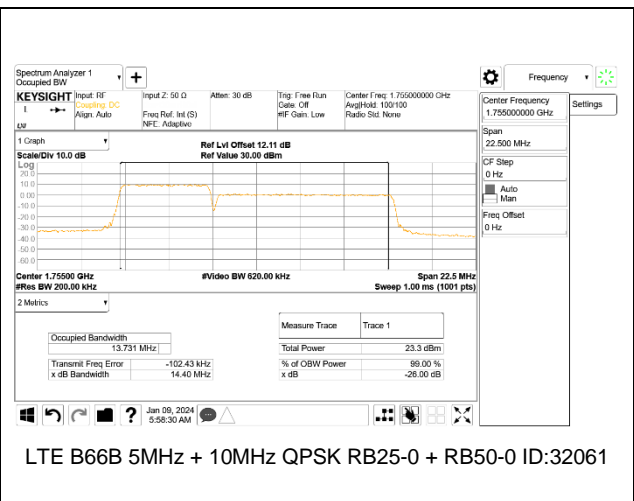 Spectrum Analyzer 1
Occupied BW
+
Frequency
KEYSIGHT Input: RF Input Z: 50 Ω Atten: 30 dB Trig: Free Run Center Freq: 1.755000000 GHz
Coupling: DC Gate: Off Avg|Hold: 100/100
Align: Auto Freq Ref: Int (S) #IF Gain: Low Radio Std: None
NFE: Adaptive
Center Frequency
1.755000000 GHz
Settings
Span
22.500 MHz
CF Step
0 Hz
Auto
Man
Freq Offset
0 Hz
1 Graph
Ref Lvl Offset 12.11 dB
Scale/Div 10.0 dB Ref Value 30.00 dBm
Log
20.0
10.0
0.00
-10.0
-20.0
-30.0
-40.0
-50.0
-60.0
Center 1.75500 GHz #Video BW 620.00 kHz Span 22.5 MHz
#Res BW 200.00 kHz Sweep 1.00 ms (1001 pts)
2 Metrics
Measure Trace Trace 1
Occupied Bandwidth
13.731 MHz Total Power 23.3 dBm
Transmit Freq Error -102.43 kHz % of OBW Power 99.00 %
x dB Bandwidth 14.40 MHz x dB -26.00 dB
? Jan 09, 2024
5:58:30 AM
LTE B66B 5MHz + 10MHz QPSK RB25-0 + RB50-0 ID:32061